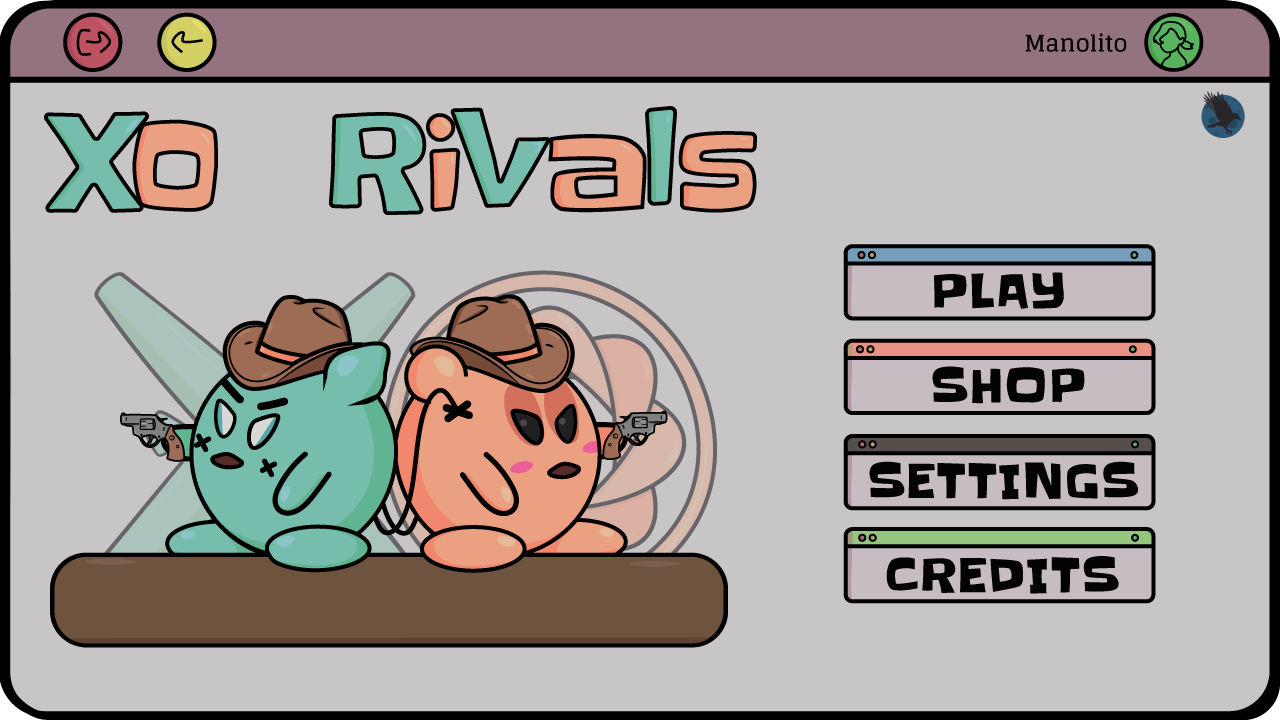 Manolito
Xo Rivals
PLAY
SHOP
SETTINGS
CREDITS